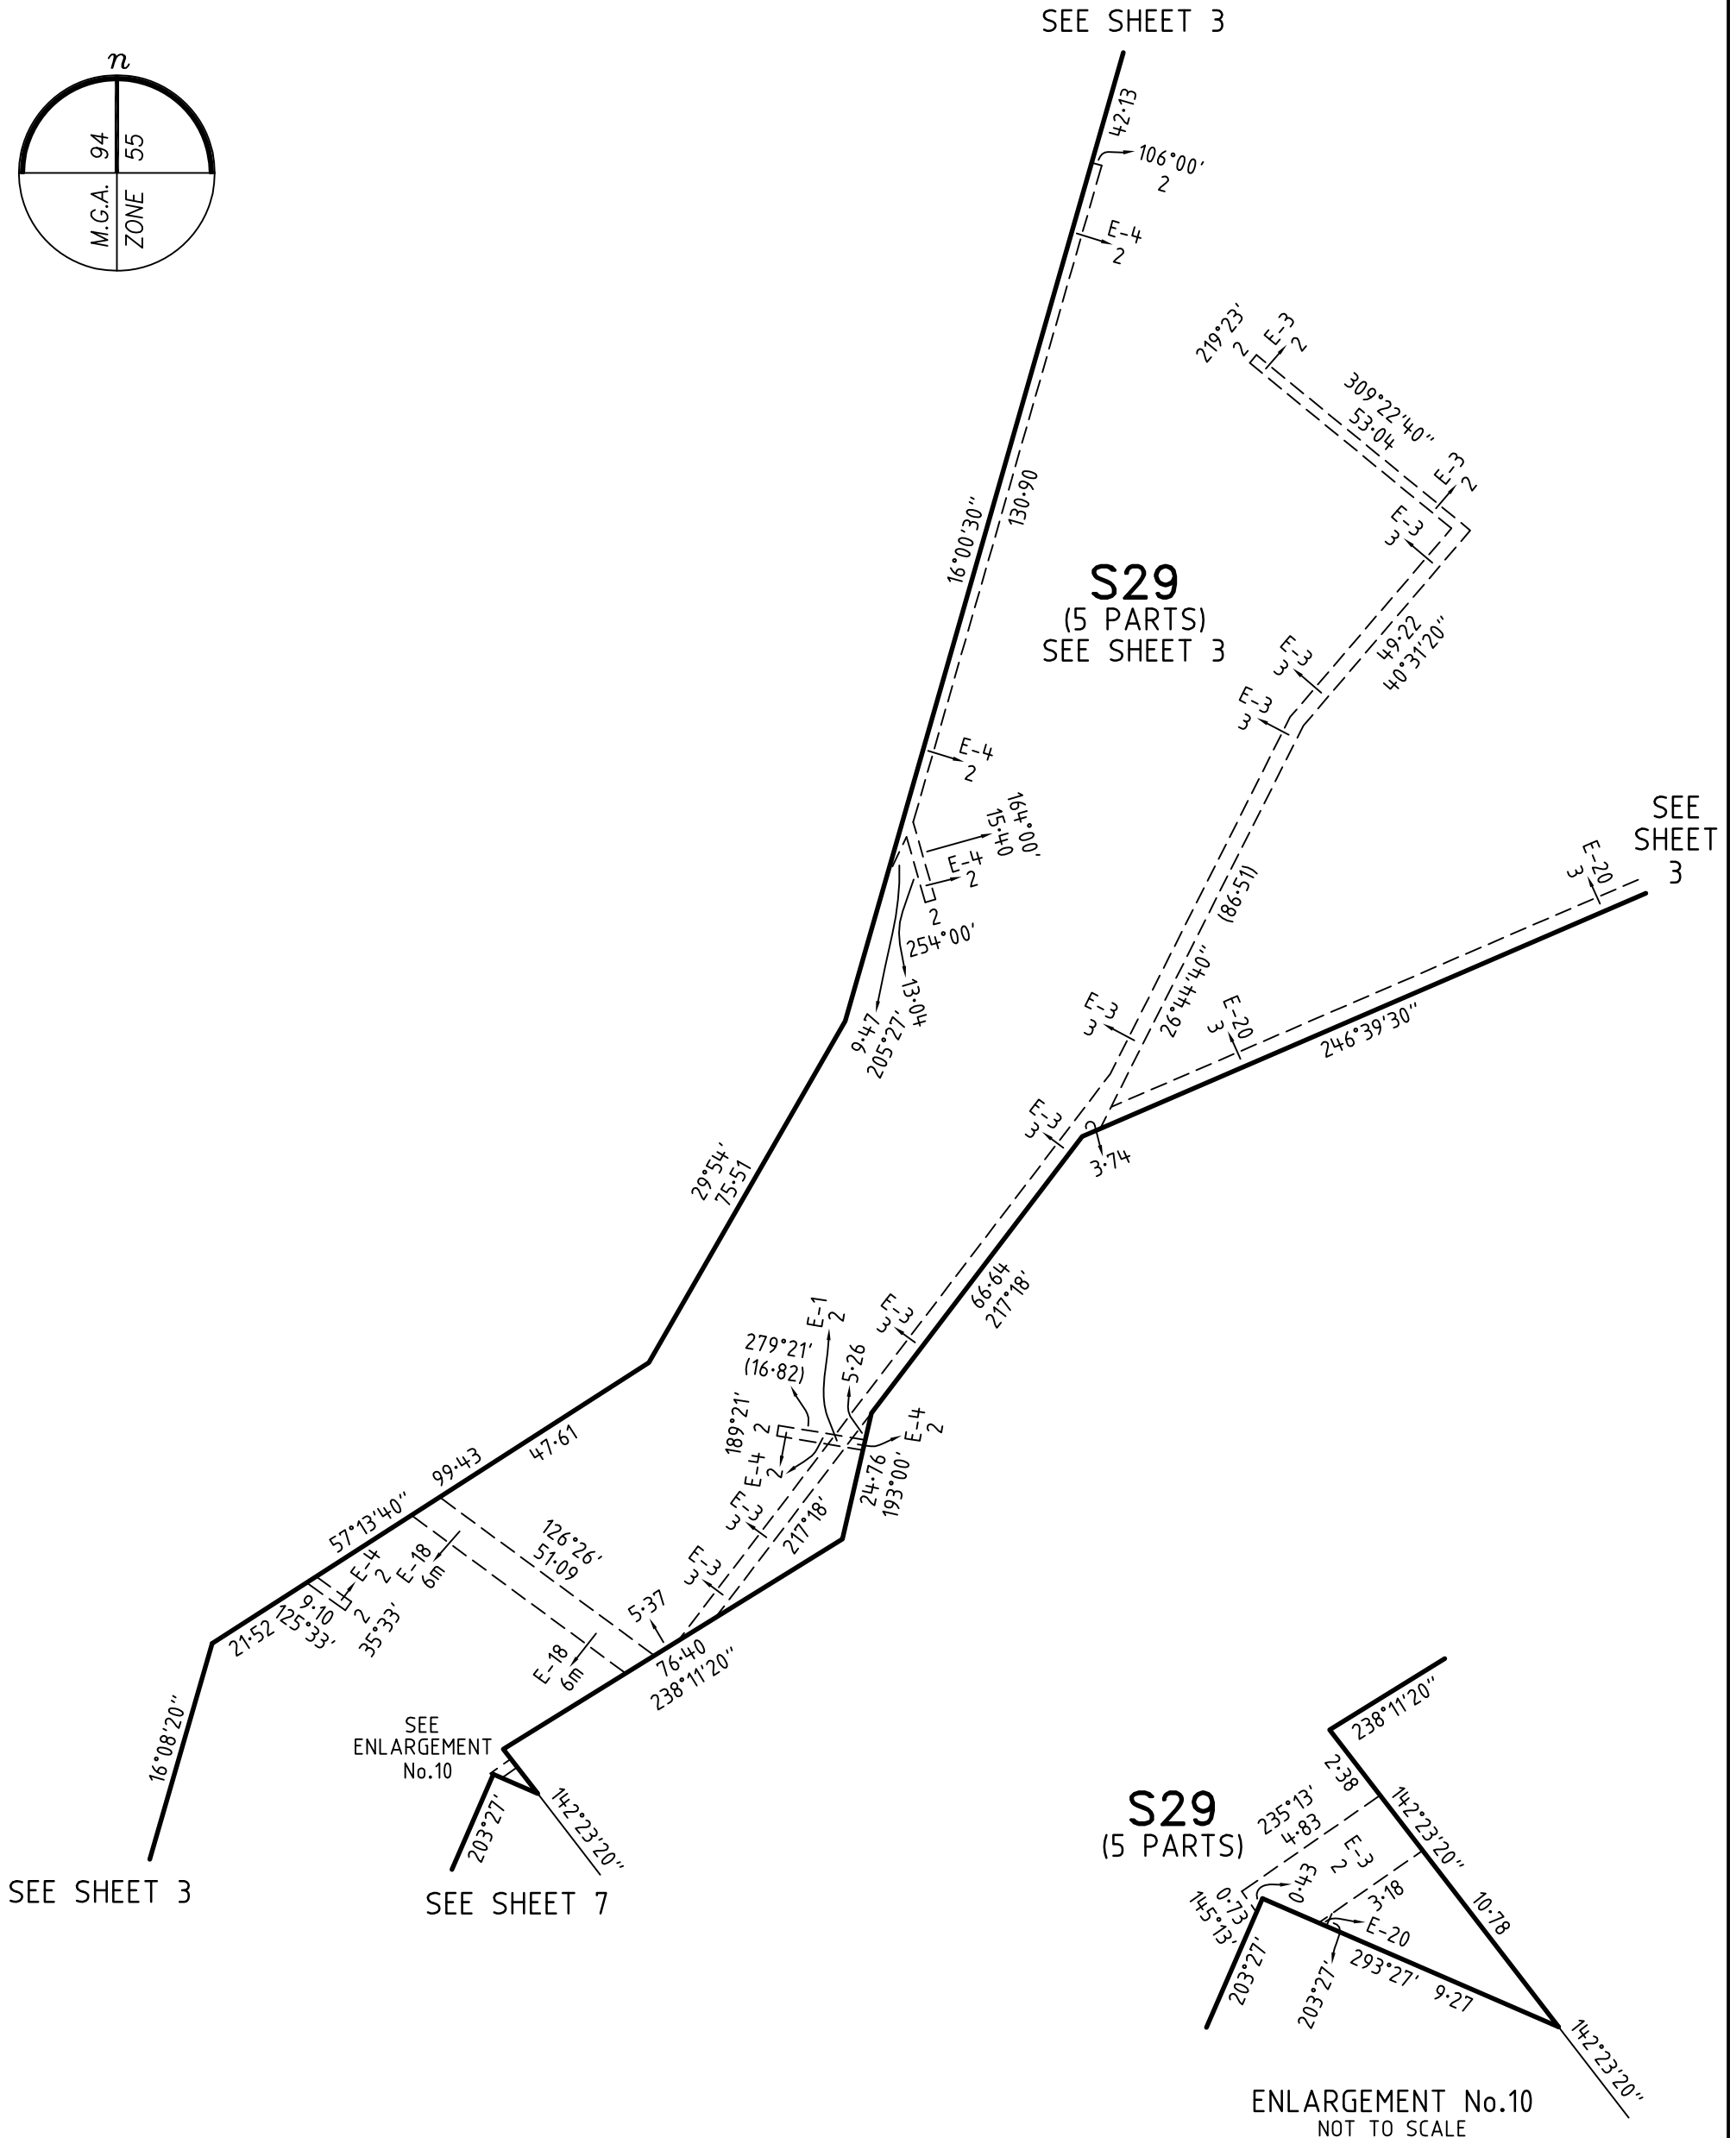 SEE SHEET 3
n
M.G.A. 94
ZONE 55
42·13
106°00'
2
E-4
2
219°23'
2
E-3
2
309°22'40"
53·04
E-3
2
E-3
3
16°00'30"
130·90
S29
(5 PARTS)
SEE SHEET 3
49·22
40°31'20"
E-3
3
E-3
3
E-4
2
164°00'
15·40
E-4
2
2
254°00'
13·04
9·47
205°27'
(86·51)
26°44'40"
SEE
SHEET
3
E-20
3
E-20
3
246°39'30"
E-3
3
E-3
3
2
3·74
29°54'
75·51
66·64
217°18'
E-3
3
E-1
2
279°21'
(16·82)
5·26
189°21'
2
E-4
2
E-4
2
24·76
193°00'
E-3
3
217°18'
99·43
47·61
57°13'40"
126°26'
51·09
E-18
6m
E-4
2
9·10
125°33'
2
35°33'
21·52
E-3
3
5·37
76·40
238°11'20"
E-18
6m
16°08'20"
SEE
ENLARGEMENT
No.10
203°27'
142°23'20"
SEE SHEET 3
SEE SHEET 7
238°11'20"
2·38
142°23'20"
S29
(5 PARTS)
235°13'
4·83
E-3
2
0·43
3·18
0·73
145°13'
E-20
10·78
203°27'
203°27'
293°27' 9·27
142°23'20"
ENLARGEMENT No.10
NOT TO SCALE